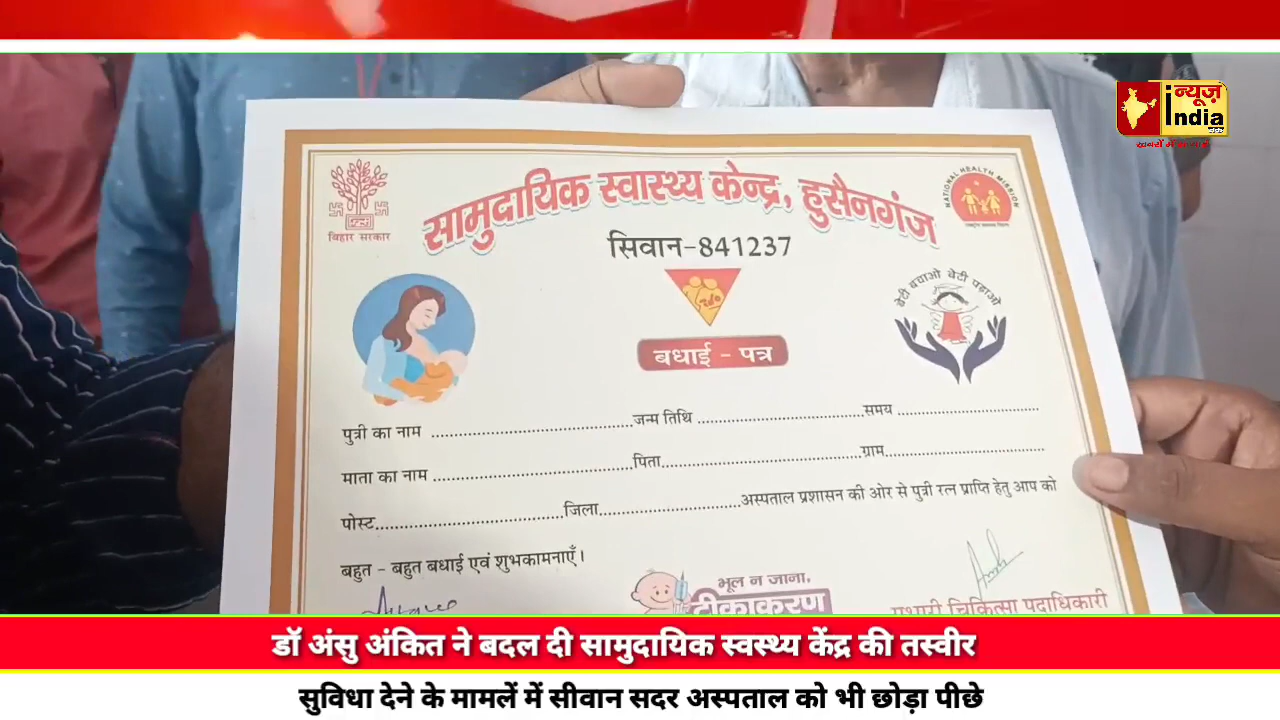 न्यूज़
india
बिहार सरकार
सामुदायिक स्वास्थ्य केन्द्र, हुसैनगंज
NATIONAL HEALTH MISSION
सिवान-841237
बेटी बचाओ बेटी पढ़ाओ
बधाई - पत्र
पुत्री का नाम ................................जन्म तिथि ..........................समय ......................
माता का नाम ................................पिता................................ग्राम.........................
पोस्ट..............................जिला.......................अस्पताल प्रशासन की ओर से पुत्री रत्न प्राप्ति हेतु आप को
बहुत - बहुत बधाई एवं शुभकामनाएँ।
भूल न जाना,
टीकाकरण
प्रभारी चिकित्सा पदाधिकारी
डॉ अंसु अंकित ने बदल दी सामुदायिक स्वस्थ्य केंद्र की तस्वीर
सुविधा देने के मामलें में सीवान सदर अस्पताल को भी छोड़ा पीछे